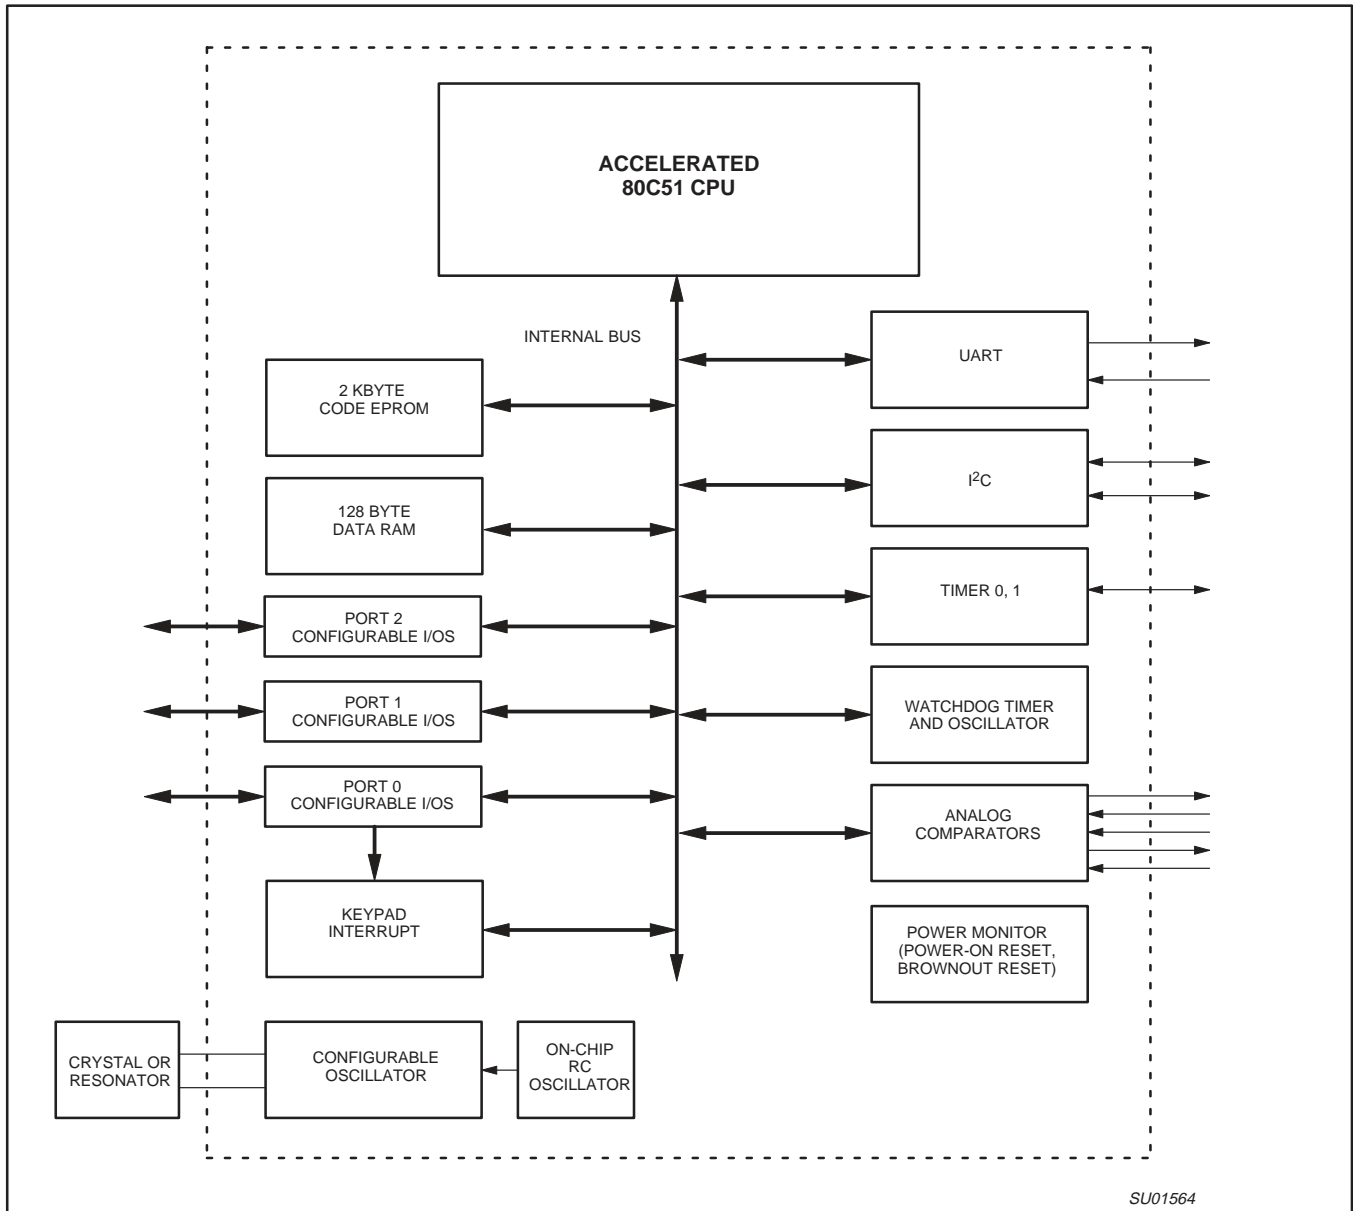 ACCELERATED
80C51 CPU
INTERNAL BUS
UART
2 KBYTE
CODE EPROM
I²C
128 BYTE
DATA RAM
TIMER 0, 1
PORT 2
CONFIGURABLE I/OS
PORT 1
CONFIGURABLE I/OS
WATCHDOG TIMER
AND OSCILLATOR
PORT 0
CONFIGURABLE I/OS
ANALOG
COMPARATORS
KEYPAD
INTERRUPT
POWER MONITOR
(POWER-ON RESET,
BROWNOUT RESET)
CRYSTAL OR
RESONATOR
CONFIGURABLE
OSCILLATOR
ON-CHIP
RC
OSCILLATOR
SU01564